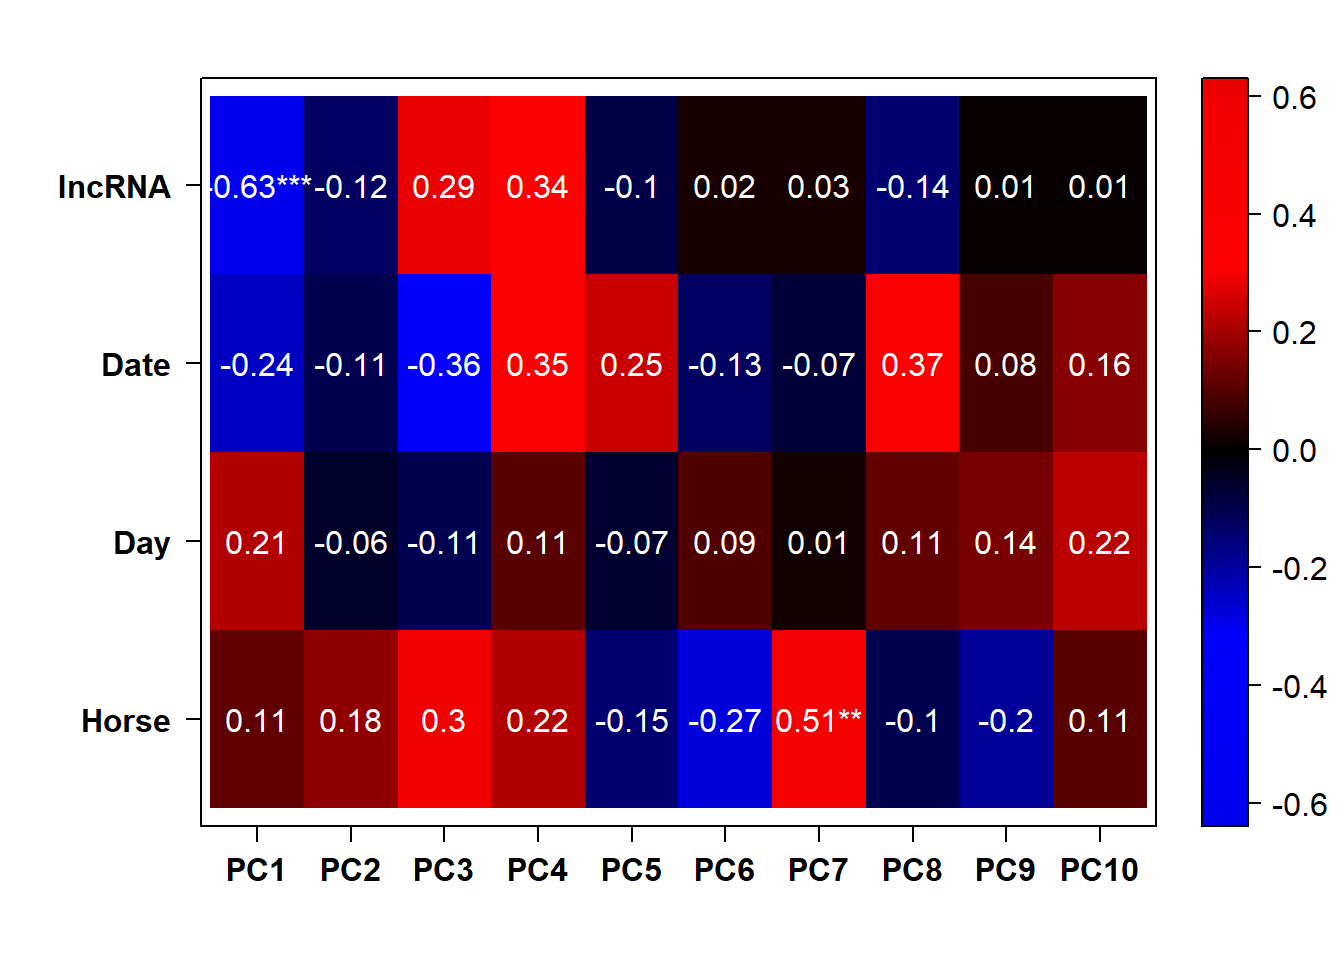 lncRNA -0.63*** -0.12 0.29 0.34 -0.1 0.02 0.03 -0.14 0.01 0.01
Date -0.24 -0.11 -0.36 0.35 0.25 -0.13 -0.07 0.37 0.08 0.16
Day 0.21 -0.06 -0.11 0.11 -0.07 0.09 0.01 0.11 0.14 0.22
Horse 0.11 0.18 0.3 0.22 -0.15 -0.27 0.51** -0.1 -0.2 0.11
PC1 PC2 PC3 PC4 PC5 PC6 PC7 PC8 PC9 PC10
0.6
0.4
0.2
0.0
-0.2
-0.4
-0.6